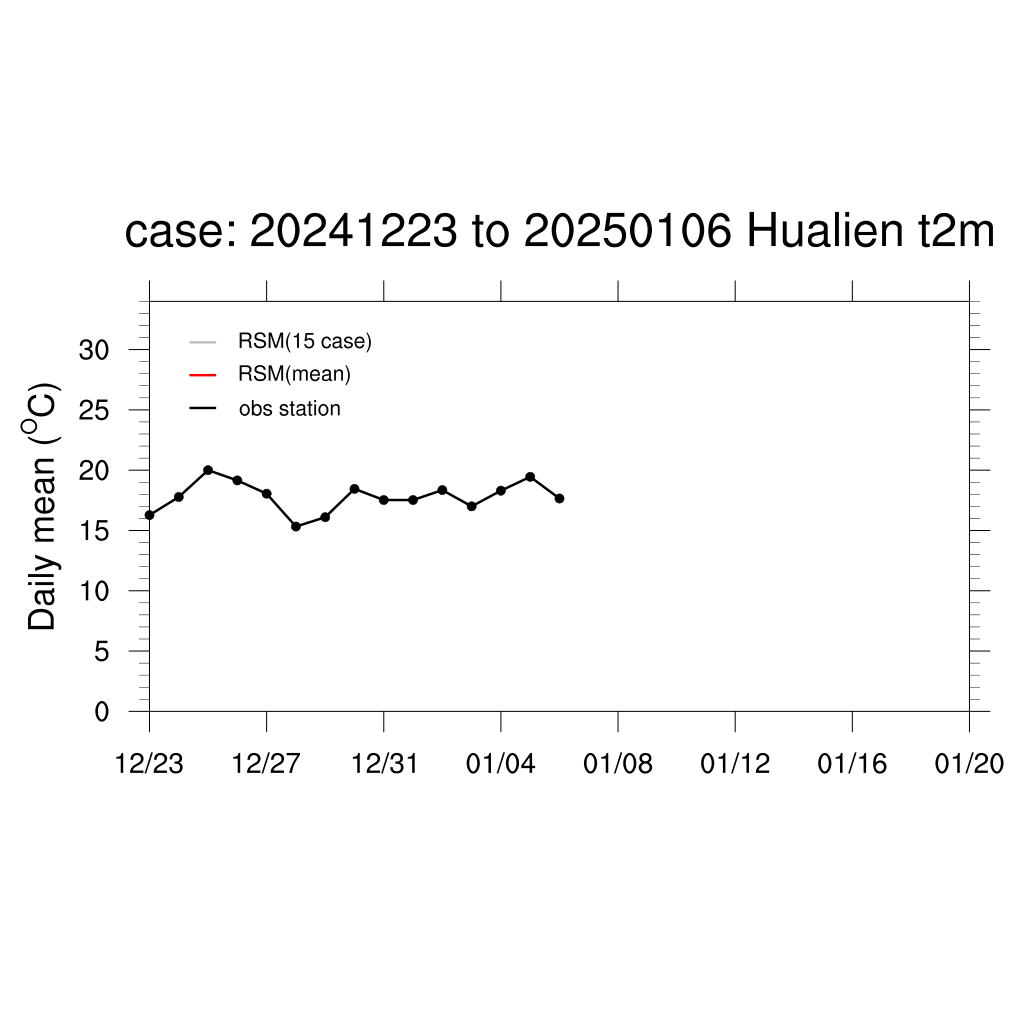 case: 20241223 to 20250106 Hualien t2m
RSM(15 case)
RSM(mean)
obs station
Daily mean (°C)
30
25
20
15
10
5
0
12/23 12/27 12/31 01/04 01/08 01/12 01/16 01/20